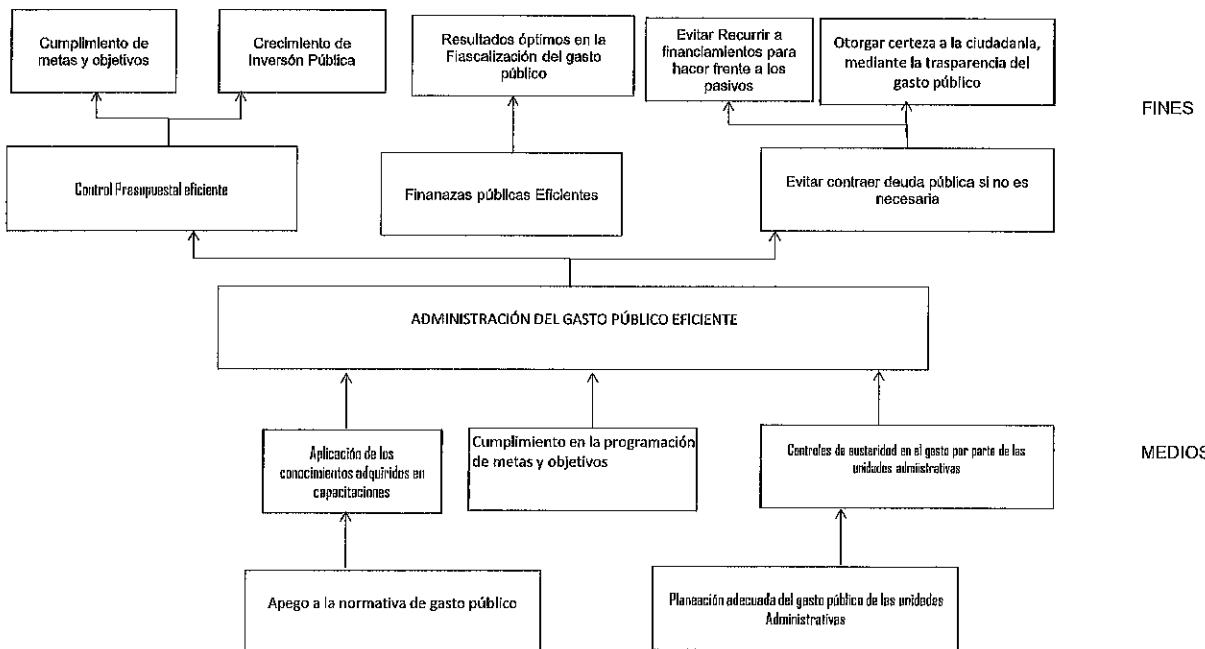 Cumplimiento de
metas y objetivos
Crecimiento de
Inversón Pública
Resultados óptimos en la
Fiascalización del gasto
público
Evitar Recurrir a
financiamientos para
hacer frente a los
pasivos
Otorgar certeza a la ciudadanía,
mediante la trasparencia del
gasto público
FINES
Control Presupuestal eficiente
Finanazas públicas Eficientes
Evitar contraer deuda pública si no es
necesaria
ADMINISTRACIÓN DEL GASTO PÚBLICO EFICIENTE
Aplicación de los
conocimientos adquiridos en
capacitaciones
Cumplimiento en la programación
de metas y objetivos
Controles de austeridad en el gasto por parte de las
unidades admiistrativas
MEDIOS
Apego a la normativa de gasto público
Planeación adecuada del gasto público de las unidades
Administrativas